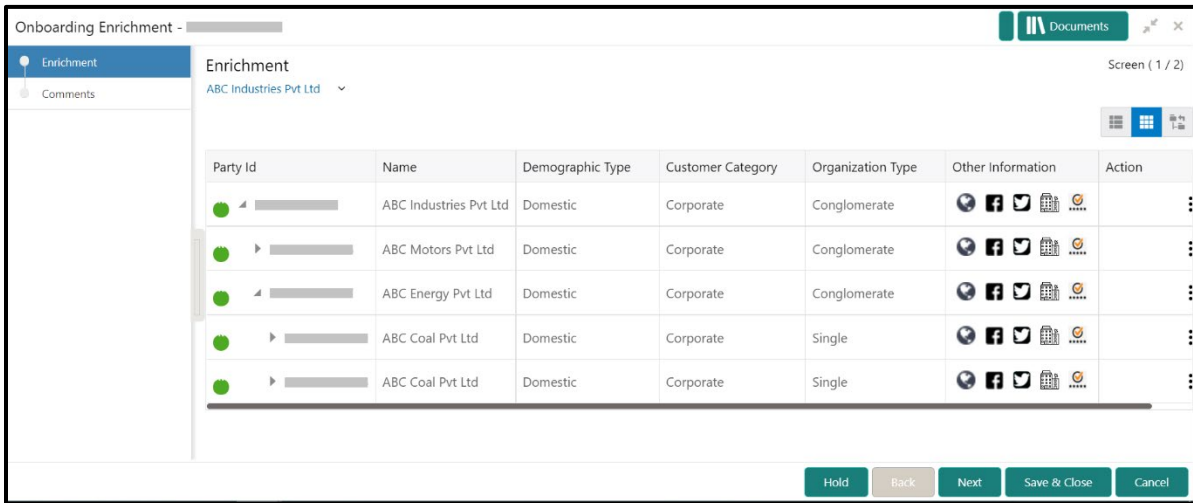 Onboarding Enrichment -
Documents
Enrichment
Comments
Enrichment
Screen ( 1 / 2)
ABC Industries Pvt Ltd
Party Id Name Demographic Type Customer Category Organization Type Other Information Action
ABC Industries Pvt Ltd Domestic Corporate Conglomerate
ABC Motors Pvt Ltd Domestic Corporate Conglomerate
ABC Energy Pvt Ltd Domestic Corporate Conglomerate
ABC Coal Pvt Ltd Domestic Corporate Single
ABC Coal Pvt Ltd Domestic Corporate Single
Hold Back Next Save & Close Cancel